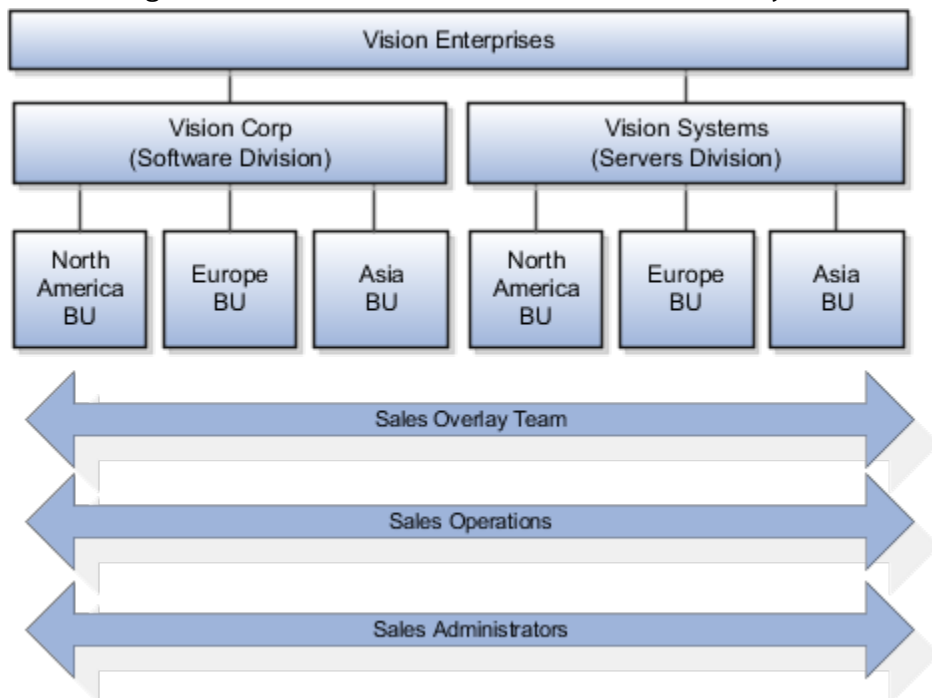 Vision Enterprises
Vision Corp
(Software Division)
Vision Systems
(Servers Division)
North
America
BU
Europe
BU
Asia
BU
North
America
BU
Europe
BU
Asia
BU
Sales Overlay Team
Sales Operations
Sales Administrators